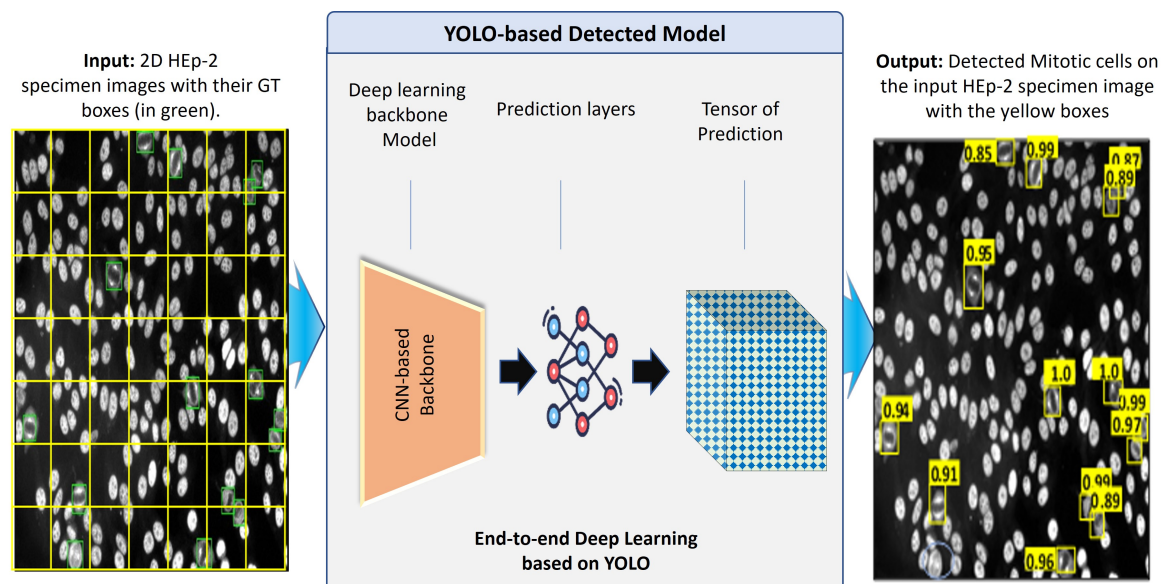 Input: 2D HEp-2
specimen images with their GT
boxes (in green).
YOLO-based Detected Model
Deep learning
backbone
Model
Prediction layers
Tensor of
Prediction
CNN-based
Backbone
End-to-end Deep Learning
based on YOLO
Output: Detected Mitotic cells on
the input HEp-2 specimen image
with the yellow boxes
0.85
0.99
0.87
0.89
0.95
1.0
1.0
0.99
0.94
0.97
0.91
0.99
0.89
0.96